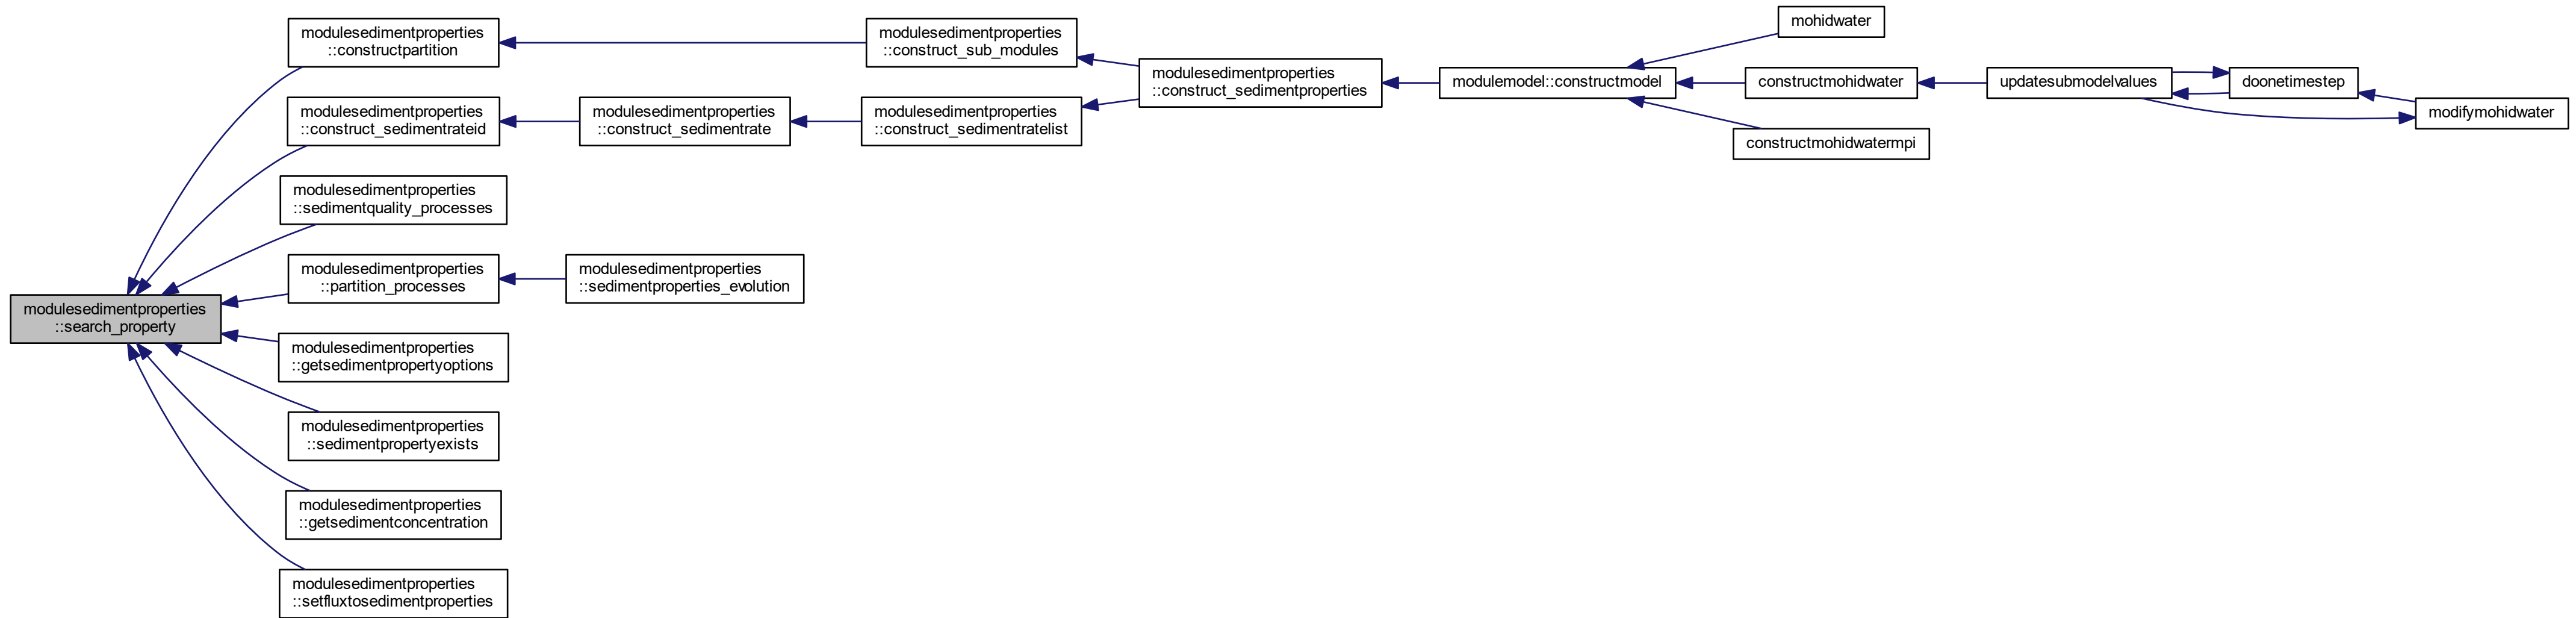 modulesedimentproperties
::search_property
modulesedimentproperties
::constructpartition
modulesedimentproperties
::construct_sedimentrateid
modulesedimentproperties
::sedimentquality_processes
modulesedimentproperties
::partition_processes
modulesedimentproperties
::getsedimentpropertyoptions
modulesedimentproperties
::sedimentpropertyexists
modulesedimentproperties
::getsedimentconcentration
modulesedimentproperties
::setfluxtosedimentproperties
modulesedimentproperties
::construct_sedimentrate
modulesedimentproperties
::sedimentproperties_evolution
modulesedimentproperties
::construct_sub_modules
modulesedimentproperties
::construct_sedimentratelist
modulesedimentproperties
::construct_sedimentproperties
modulemodel::constructmodel
mohidwater
constructmohidwater
constructmohidwatermpi
updatesubmodelvalues
doonetimestep
modifymohidwater